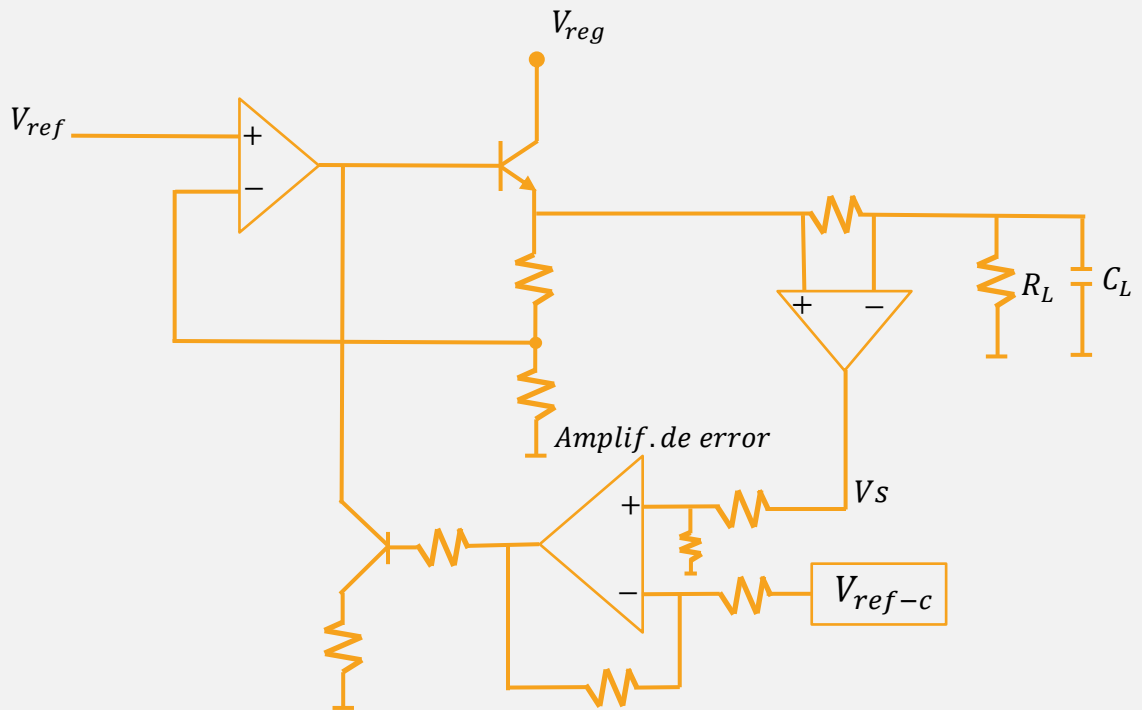 V_reg
V_ref
+
−
+ −
R_L
C_L
Amplif. de error
+
Vs
−
V_ref−c